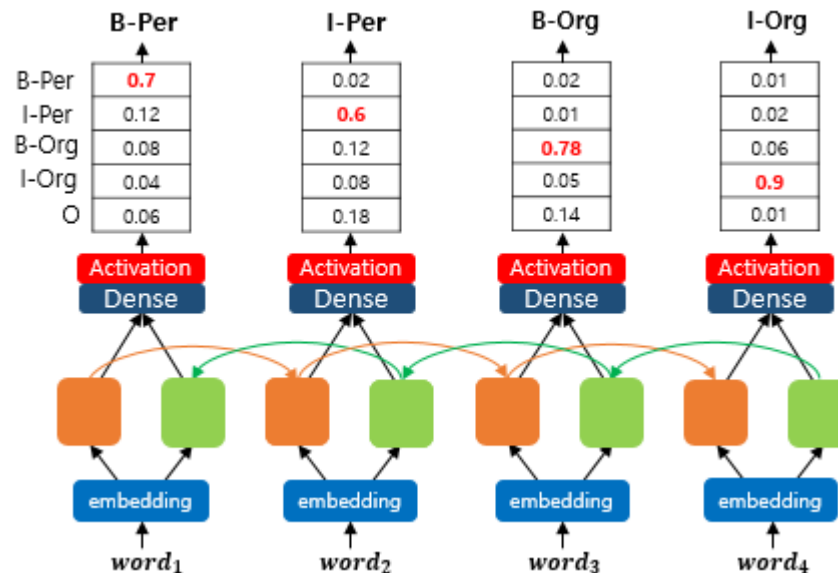 B-Per I-Per B-Org I-Org
B-Per 0.7 0.02 0.02 0.01
I-Per 0.12 0.6 0.01 0.02
B-Org 0.08 0.12 0.78 0.06
I-Org 0.04 0.08 0.05 0.9
O 0.06 0.18 0.14 0.01
Activation Activation Activation Activation
Dense Dense Dense Dense
embedding embedding embedding embedding
word₁ word₂ word₃ word₄